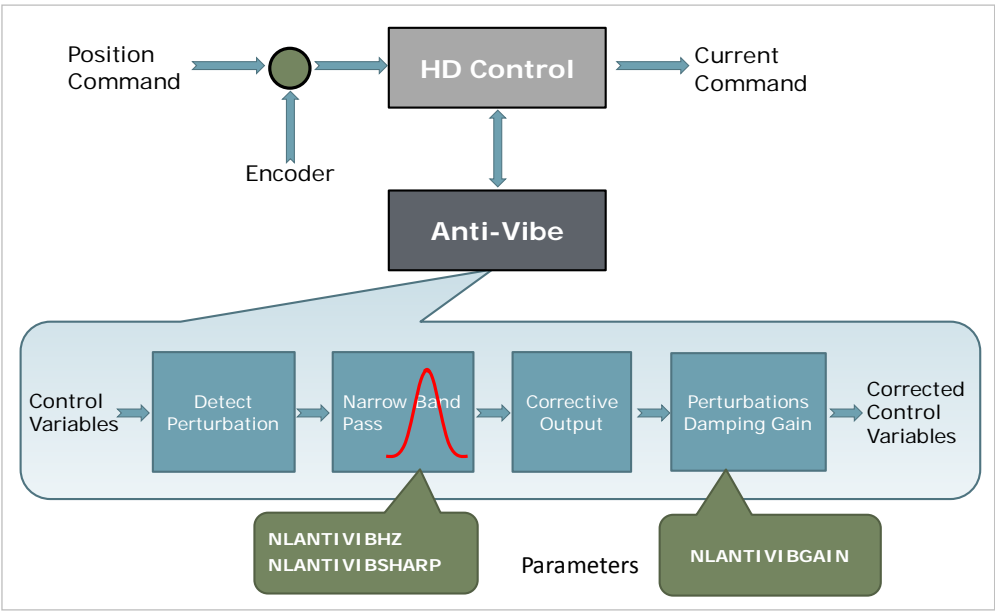 Position
Command
HD Control
Current
Command
Encoder
Anti-Vibe
Control
Variables
Detect
Perturbation
Narrow Band
Pass
Corrective
Output
Perturbations
Damping Gain
Corrected
Control
Variables
NLANTIVIBHZ
NLANTIVIBSHARP
Parameters
NLANTIVIBGAIN